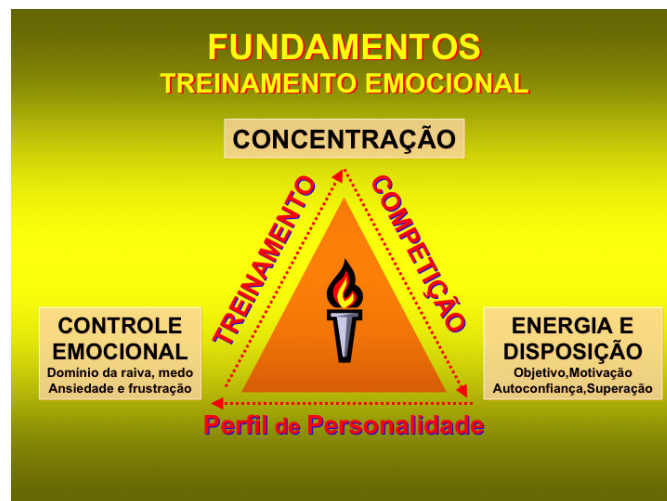 FUNDAMENTOS
TREINAMENTO EMOCIONAL
CONCENTRAÇÃO
TREINAMENTO
COMPETIÇÃO
CONTROLE
EMOCIONAL
Domínio da raiva, medo
Ansiedade e frustração
ENERGIA E
DISPOSIÇÃO
Objetivo,Motivação
Autoconfiança,Superação
Perfil de Personalidade